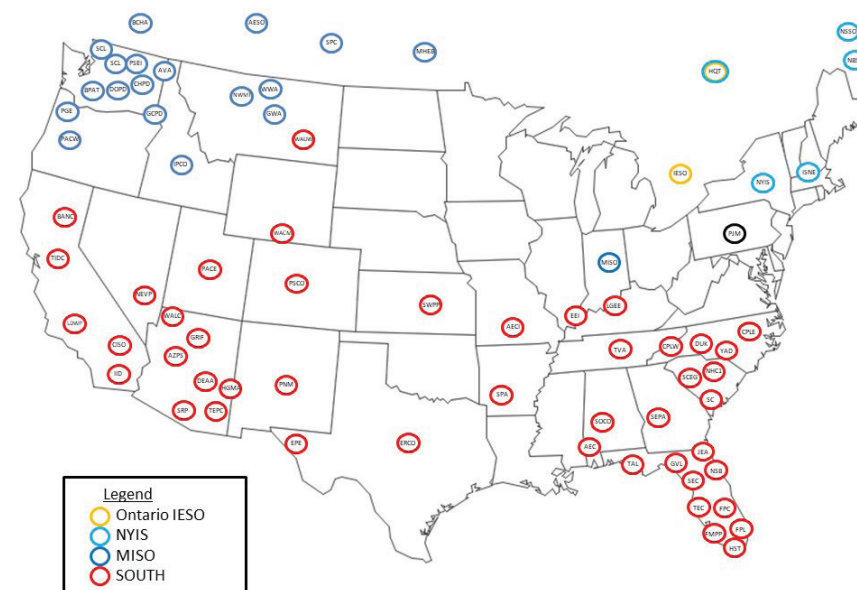 BCHA
AESO
SPC
MHEB
NSSO
NBS
SCL
SCL
PSEI
AVA
BPAT
DOPD
CHPD
GCPD
PGE
PACW
IPCO
NWMT
WWA
GWA
WAUW
HQT
IESO
NYIS
ISNE
PJM
MISO
BANC
TIDC
LDWP
CISO
IID
NEVP
PACE
WACM
PSCO
WALC
GRIF
AZPS
DEAA
HGMA
SRP
TEPC
PNM
EPE
ERCO
SWPP
AECI
SPA
EEI
LGEE
TVA
CPLW
DUK
YAD
CPLE
SCEG
NHC1
SC
SOCO
AEC
SEPA
TAL
GVL
JEA
NSB
SEC
TEC
FPC
FMPP
FPL
HST
Legend
Ontario IESO
NYIS
MISO
SOUTH